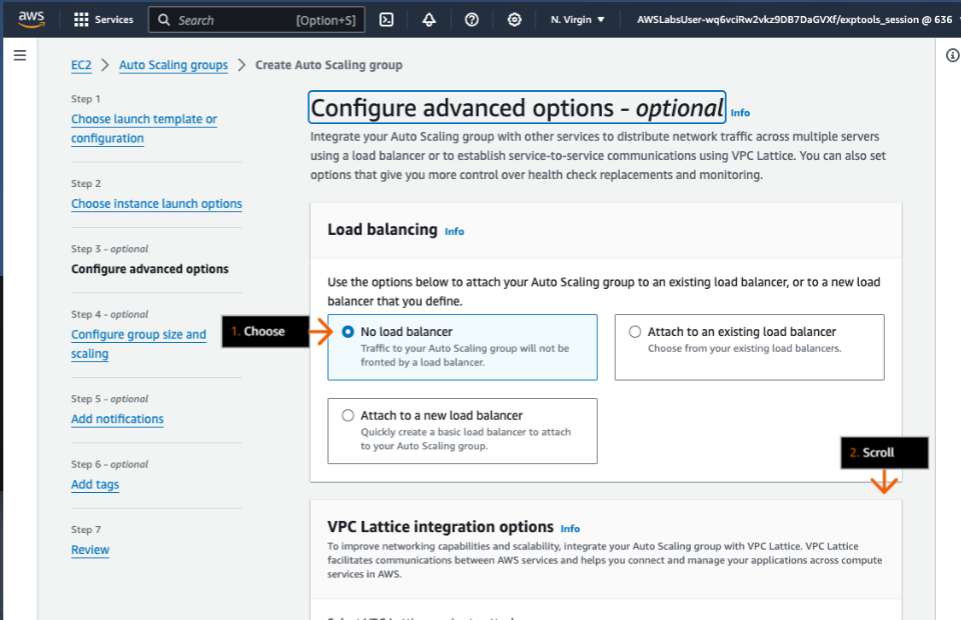 aws Services Search [Option+S] N. Virgin AWSLabsUser-wq6vciRw2vkz9DB7DaGVXf/exptools_session @ 636
EC2 > Auto Scaling groups > Create Auto Scaling group
Step 1
Choose launch template or
configuration
Step 2
Choose instance launch options
Step 3 - optional
Configure advanced options
Step 4 - optional
Configure group size and
scaling
Step 5 - optional
Add notifications
Step 6 - optional
Add tags
Step 7
Review
Configure advanced options - optional Info
Integrate your Auto Scaling group with other services to distribute network traffic across multiple servers
using a load balancer or to establish service-to-service communications using VPC Lattice. You can also set
options that give you more control over health check replacements and monitoring.
Load balancing Info
Use the options below to attach your Auto Scaling group to an existing load balancer, or to a new load
balancer that you define.
1. Choose
No load balancer
Traffic to your Auto Scaling group will not be
fronted by a load balancer.
Attach to an existing load balancer
Choose from your existing load balancers.
Attach to a new load balancer
Quickly create a basic load balancer to attach
to your Auto Scaling group.
2. Scroll
VPC Lattice integration options Info
To improve networking capabilities and scalability, integrate your Auto Scaling group with VPC Lattice. VPC Lattice
facilitates communications between AWS services and helps you connect and manage your applications across compute
services in AWS.